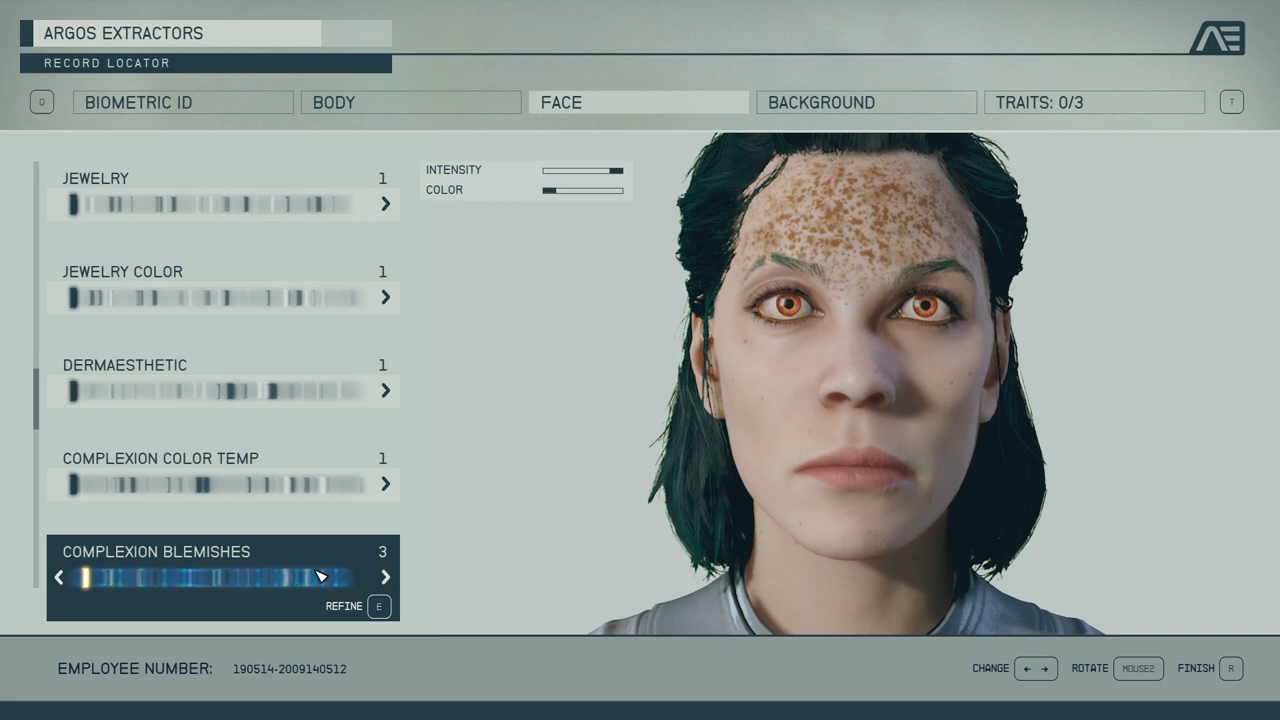 ARGOS EXTRACTORS
RECORD LOCATOR
AE
Q BIOMETRIC ID BODY FACE BACKGROUND TRAITS: 0/3 T
JEWELRY 1
JEWELRY COLOR 1
DERMAESTHETIC 1
COMPLEXION COLOR TEMP 1
COMPLEXION BLEMISHES 3
REFINE E
INTENSITY
COLOR
EMPLOYEE NUMBER: 190514-2009140512
CHANGE ← → ROTATE MOUSE2 FINISH R